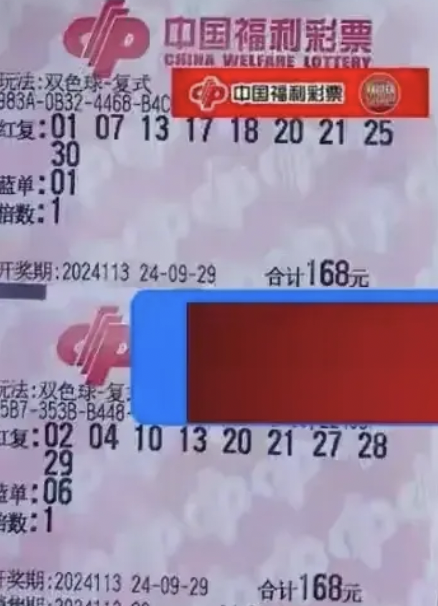 中国福利彩票
CHINA WELFARE LOTTERY
中国福利彩票
玩法:双色球-复式
983A-0B32-4468-B4C
红复:01 07 13 17 18 20 21 25
30
蓝单:01
倍数:1
开奖期:2024113 24-09-29 合计168元
玩法:双色球-复式
5B7-353B-B448-
红复:02 04 10 13 20 21 27 28
29
蓝单:06
倍数:1
开奖期:2024113 24-09-29 合计168元